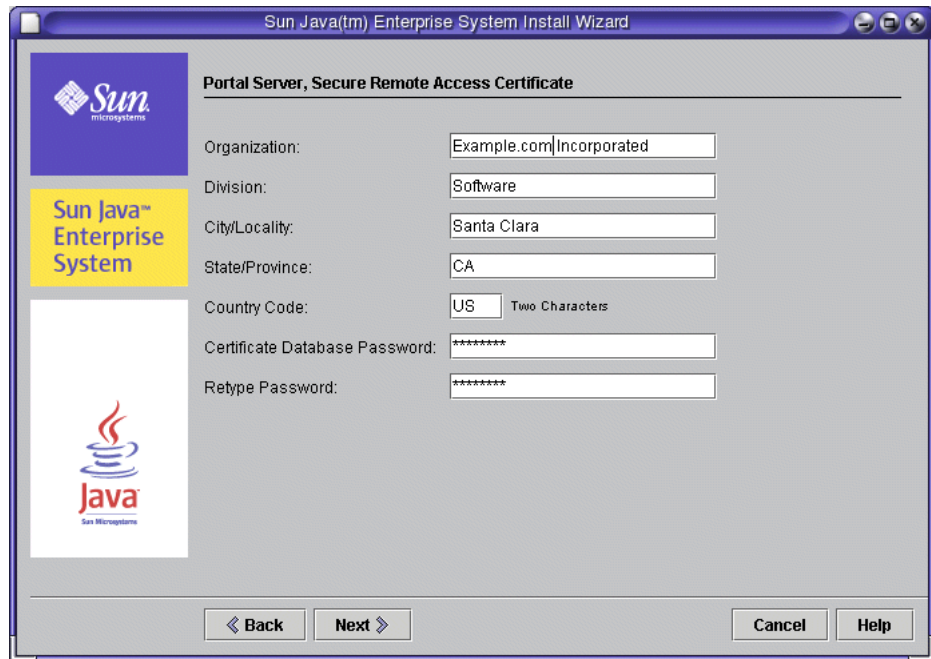 Sun Java(tm) Enterprise System Install Wizard
Sun
microsystems
Sun Java™
Enterprise
System
Java
Sun Microsystems
Portal Server, Secure Remote Access Certificate
Organization: Example.com Incorporated
Division: Software
City/Locality: Santa Clara
State/Province: CA
Country Code: US Two Characters
Certificate Database Password: ********
Retype Password: ********
Back Next Cancel Help